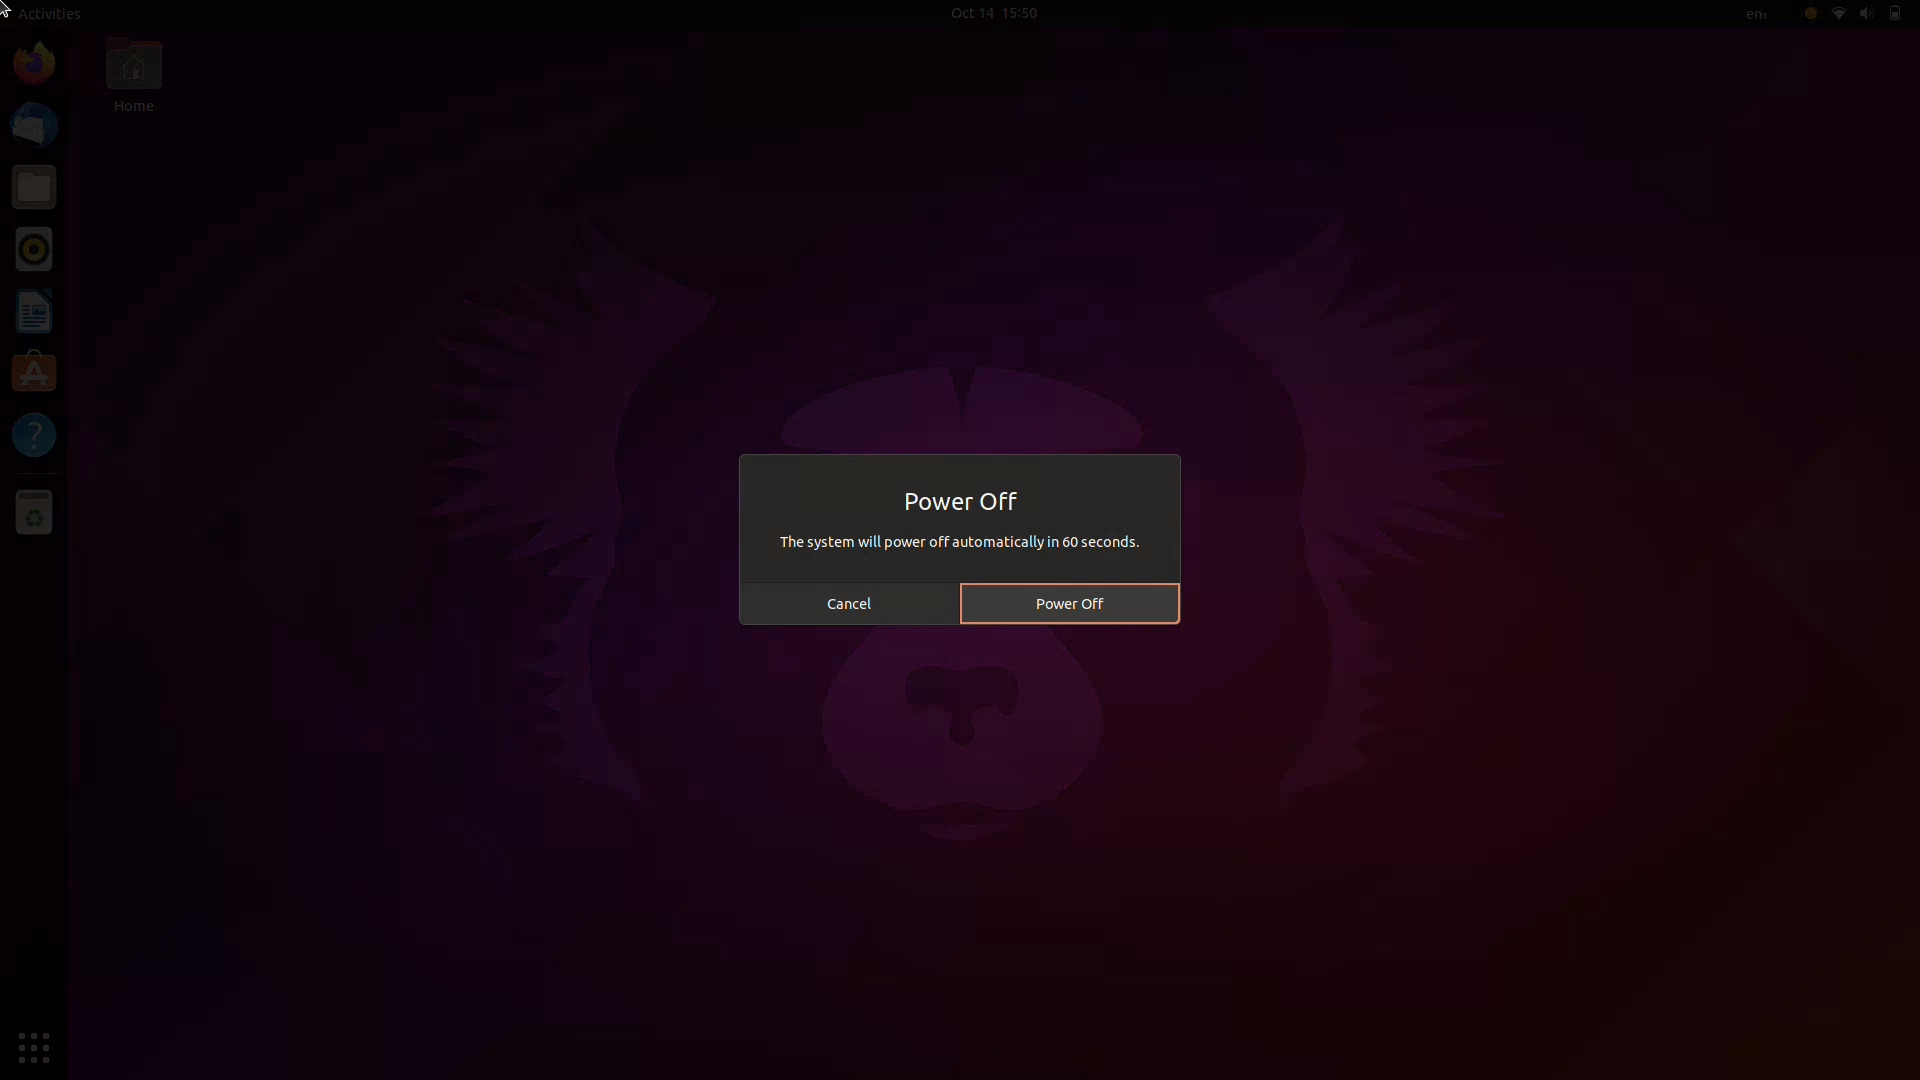 Activities
Oct 14 15:50
en₁
Home
Power Off
The system will power off automatically in 60 seconds.
Cancel
Power Off